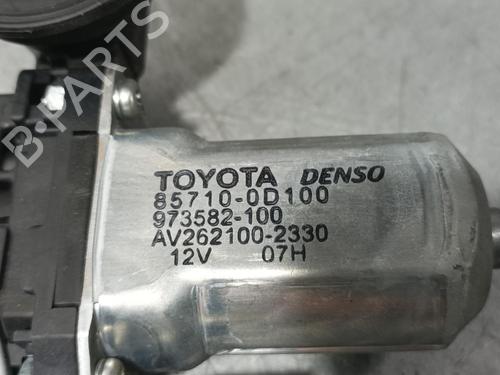 B-PARTS
TOYOTA DENSO
85710-0D100
973582-100
AV262100-2330
12V 07H